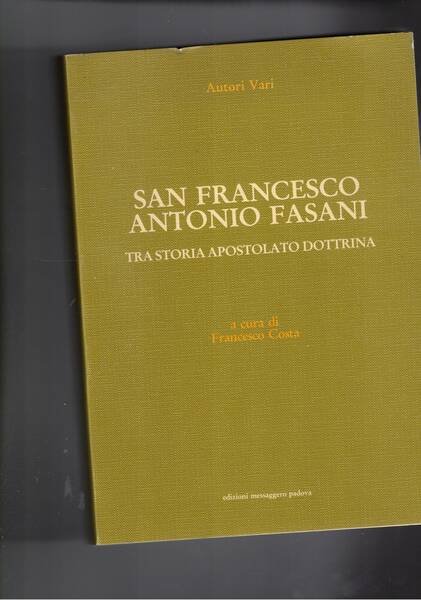 Autori Vari
SAN FRANCESCO
ANTONIO FASANI
TRA STORIA APOSTOLATO DOTTRINA
a cura di
Francesco Costa
edizioni messaggero padova